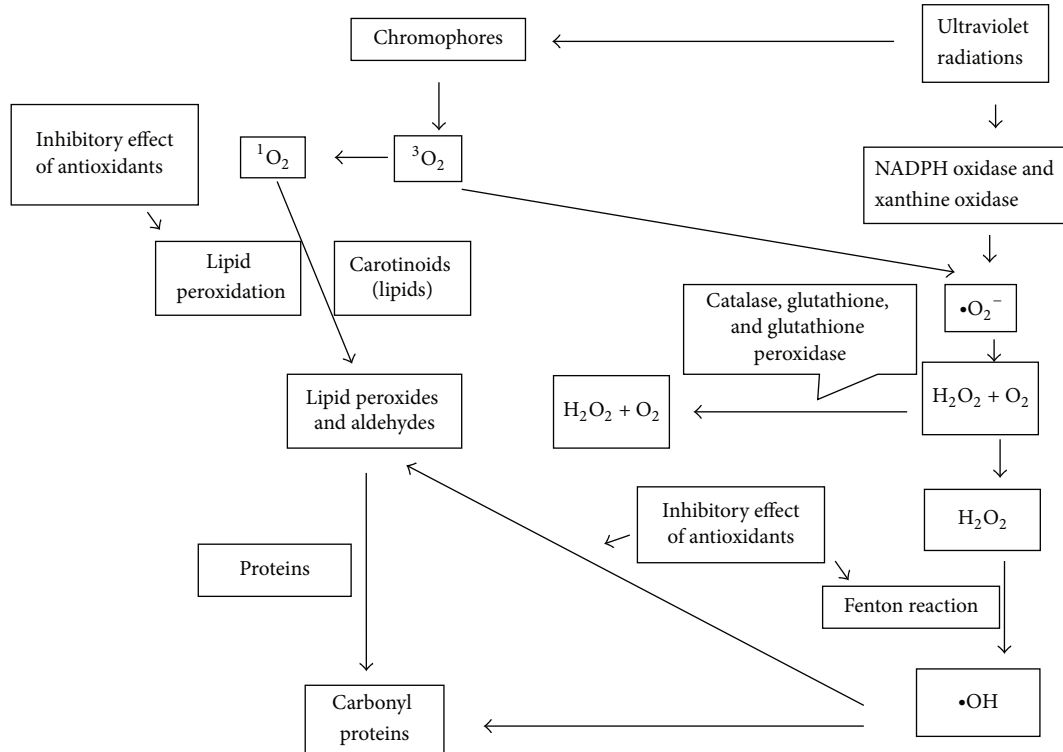 Chromophores
Ultraviolet
radiations
Inhibitory effect
of antioxidants
¹O₂
³O₂
NADPH oxidase and
xanthine oxidase
Lipid
peroxidation
Carotinoids
(lipids)
Catalase, glutathione,
and glutathione
peroxidase
•O₂⁻
Lipid peroxides
and aldehydes
H₂O₂ + O₂
H₂O₂ + O₂
Inhibitory effect
of antioxidants
H₂O₂
Proteins
Fenton reaction
Carbonyl
proteins
•OH